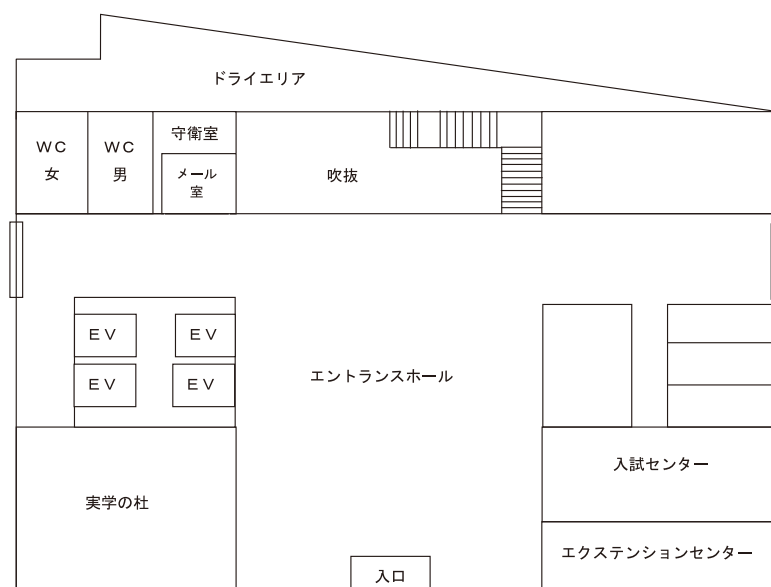 ドライエリア
ＷＣ
女
ＷＣ
男
守衛室
メール
室
吹抜
ＥＶ
ＥＶ
ＥＶ
ＥＶ
エントランスホール
入試センター
実学の杜
エクステンションセンター
入口